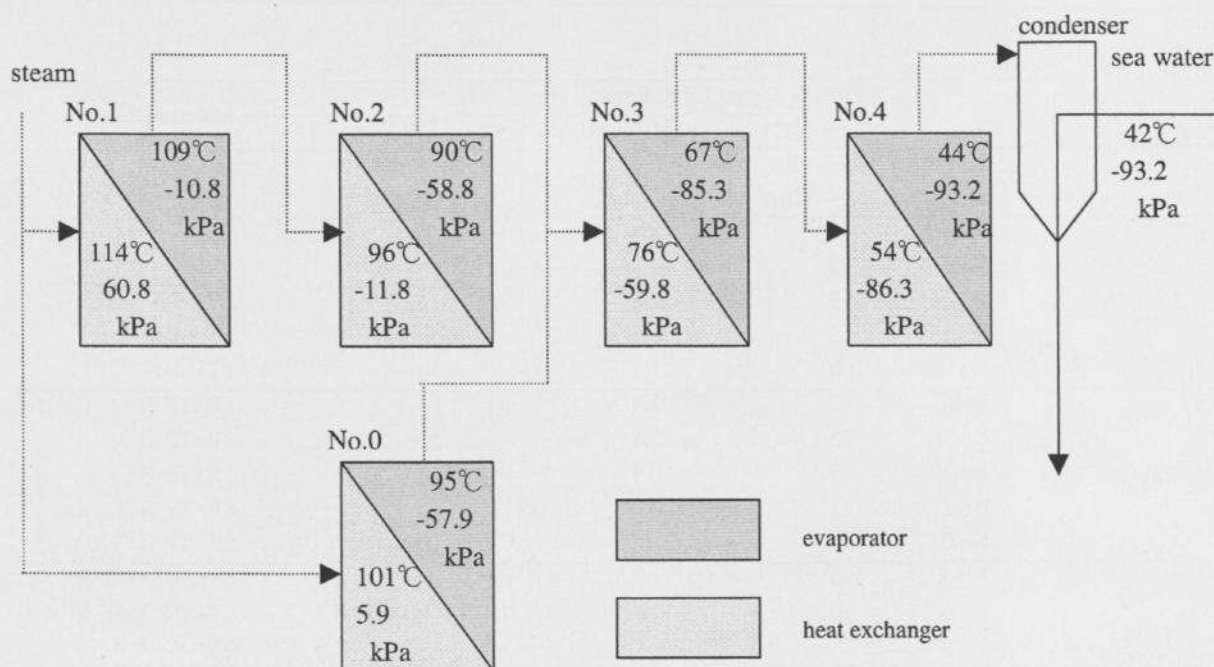 condenser
steam
sea water
No.1
No.2
No.3
No.4
109℃
-10.8
kPa
114℃
60.8
kPa
90℃
-58.8
kPa
96℃
-11.8
kPa
67℃
-85.3
kPa
76℃
-59.8
kPa
44℃
-93.2
kPa
54℃
-86.3
kPa
42℃
-93.2
kPa
No.0
95℃
-57.9
kPa
101℃
5.9
kPa
evaporator
heat exchanger